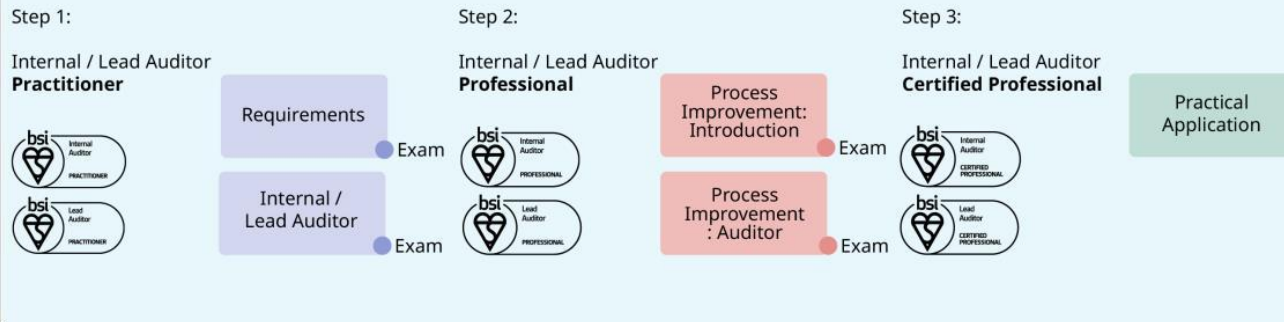 Step 1:
Internal / Lead Auditor
Practitioner
bsi
Internal
Auditor
PRACTITIONER
bsi
Lead
Auditor
PRACTITIONER
Requirements
Exam
Internal /
Lead Auditor
Exam
Step 2:
Internal / Lead Auditor
Professional
bsi
Internal
Auditor
PROFESSIONAL
bsi
Lead
Auditor
PROFESSIONAL
Process
Improvement:
Introduction
Exam
Process
Improvement
: Auditor
Exam
Step 3:
Internal / Lead Auditor
Certified Professional
bsi
Internal
Auditor
CERTIFIED
PROFESSIONAL
bsi
Lead
Auditor
CERTIFIED
PROFESSIONAL
Practical
Application